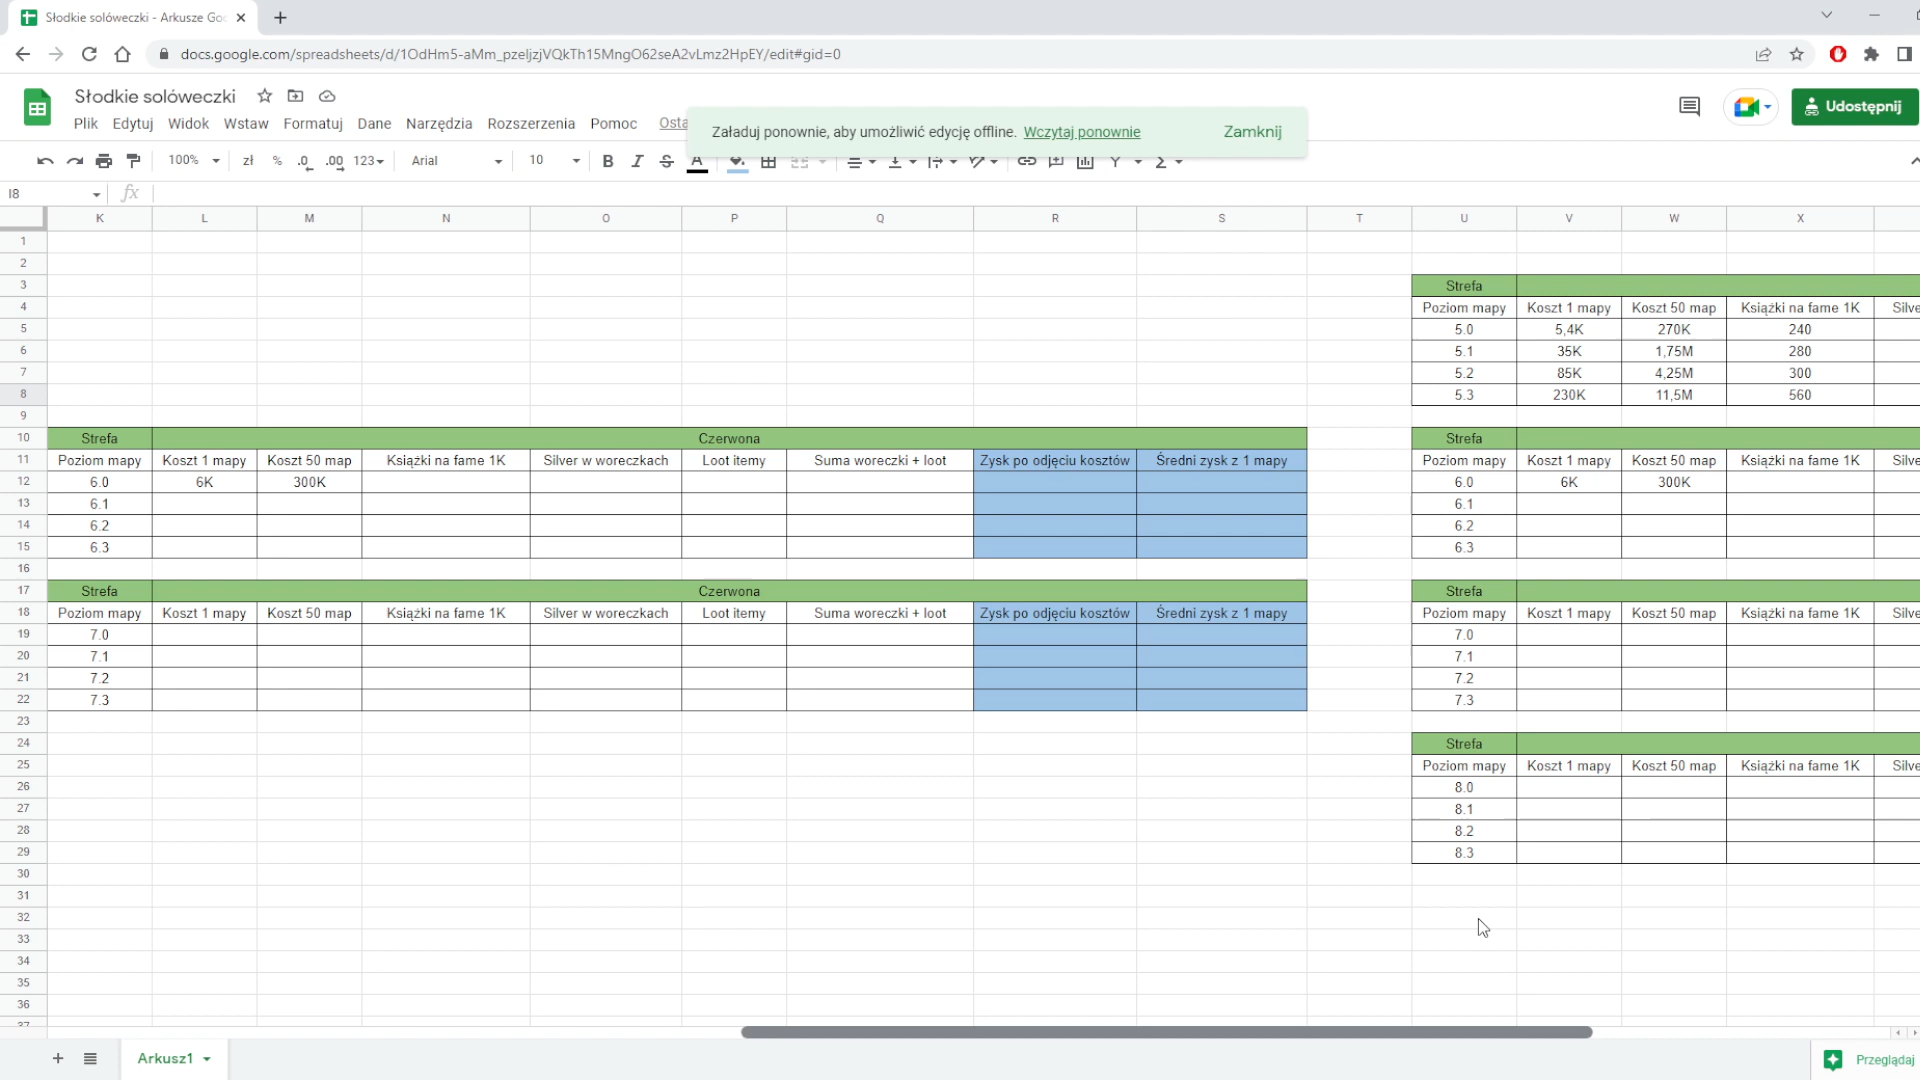 Słodkie solóweczki - Arkusze Goo
docs.google.com/spreadsheets/d/1OdHm5-aMm_pzeljzjVQkTh15MngO62seA2vLmz2HpEY/edit#gid=0
Słodkie solóweczki
Udostępnij
Plik Edytuj Widok Wstaw Formatuj Dane Narzędzia Rozszerzenia Pomoc Osta
Załaduj ponownie, aby umożliwić edycję offline. Wczytaj ponownie Zamknij
100% zł % .0 .00 123 Arial 10 B I S A
I8 fx
K L M N O P Q R S T U V W X
1
2
3 Strefa
4 Poziom mapy Koszt 1 mapy Koszt 50 map Książki na fame 1K Silve
5 5.0 5,4K 270K 240
6 5.1 35K 1,75M 280
7 5.2 85K 4,25M 300
8 5.3 230K 11,5M 560
9
10 Strefa Czerwona Strefa
11 Poziom mapy Koszt 1 mapy Koszt 50 map Książki na fame 1K Silver w woreczkach Loot itemy Suma woreczki + loot Zysk po odjęciu kosztów Średni zysk z 1 mapy Poziom mapy Koszt 1 mapy Koszt 50 map Książki na fame 1K Silve
12 6.0 6K 300K 6.0 6K 300K
13 6.1 6.1
14 6.2 6.2
15 6.3 6.3
16
17 Strefa Czerwona Strefa
18 Poziom mapy Koszt 1 mapy Koszt 50 map Książki na fame 1K Silver w woreczkach Loot itemy Suma woreczki + loot Zysk po odjęciu kosztów Średni zysk z 1 mapy Poziom mapy Koszt 1 mapy Koszt 50 map Książki na fame 1K Silve
19 7.0 7.0
20 7.1 7.1
21 7.2 7.2
22 7.3 7.3
23
24 Strefa
25 Poziom mapy Koszt 1 mapy Koszt 50 map Książki na fame 1K Silve
26 8.0
27 8.1
28 8.2
29 8.3
30
31
32
33
34
35
36
37
Arkusz1
Przeglądaj